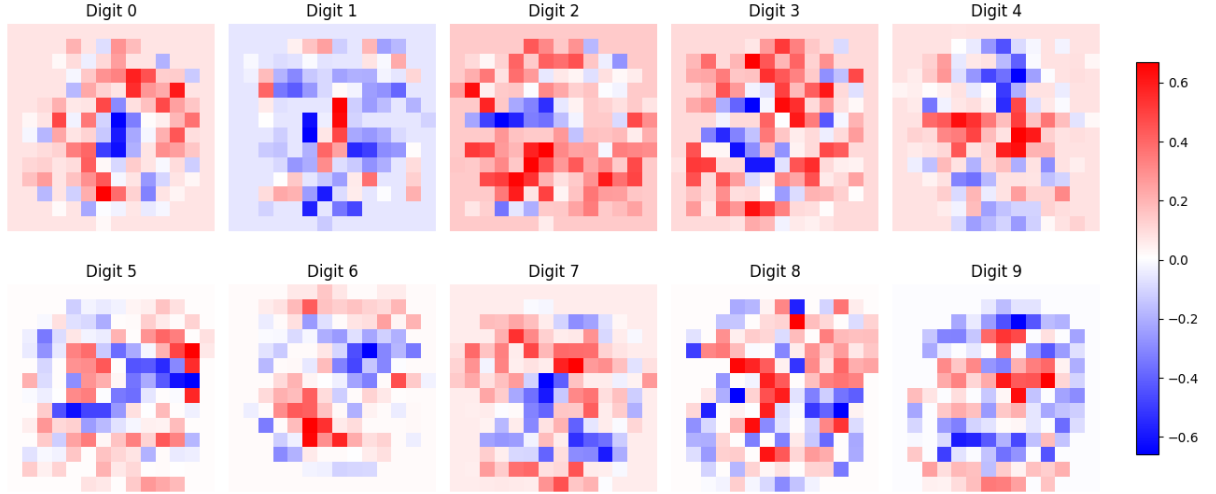 Digit 0
Digit 1
Digit 2
Digit 3
Digit 4
Digit 5
Digit 6
Digit 7
Digit 8
Digit 9
0.6
0.4
0.2
0.0
−0.2
−0.4
−0.6